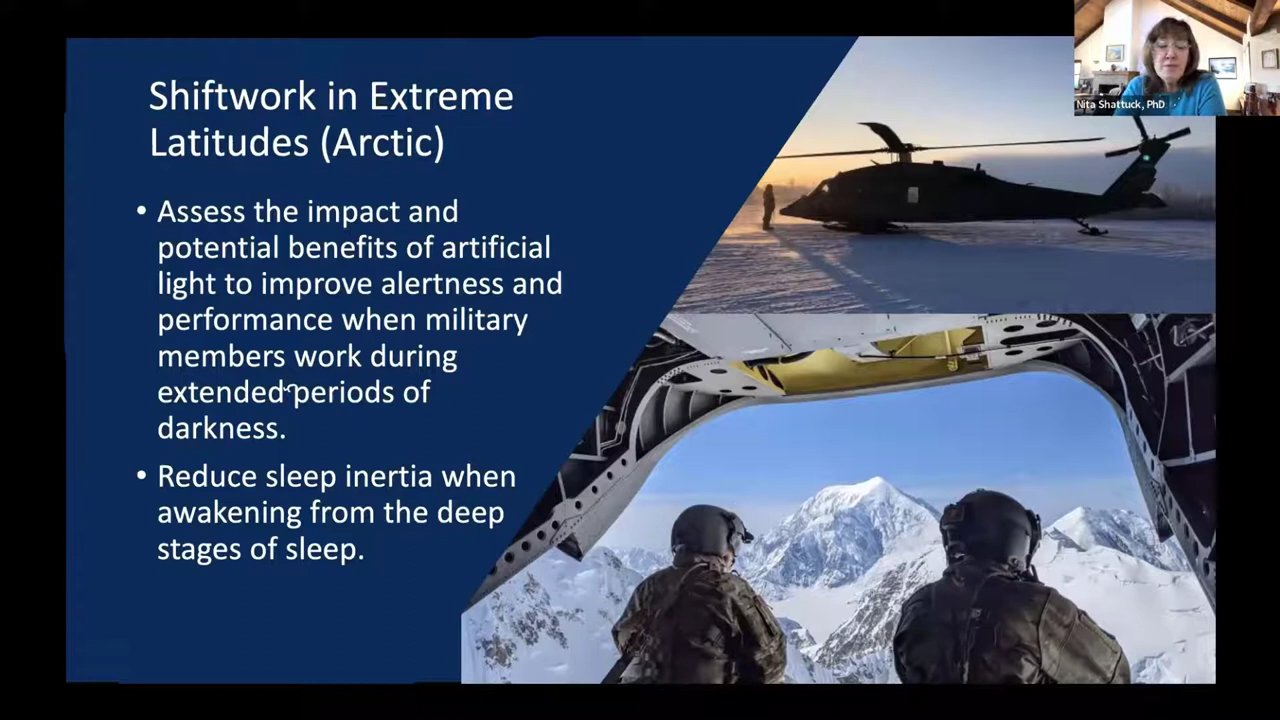 Shiftwork in Extreme
Latitudes (Arctic)
• Assess the impact and
potential benefits of artificial
light to improve alertness and
performance when military
members work during
extended periods of
darkness.
• Reduce sleep inertia when
awakening from the deep
stages of sleep.
Nita Shattuck, PhD